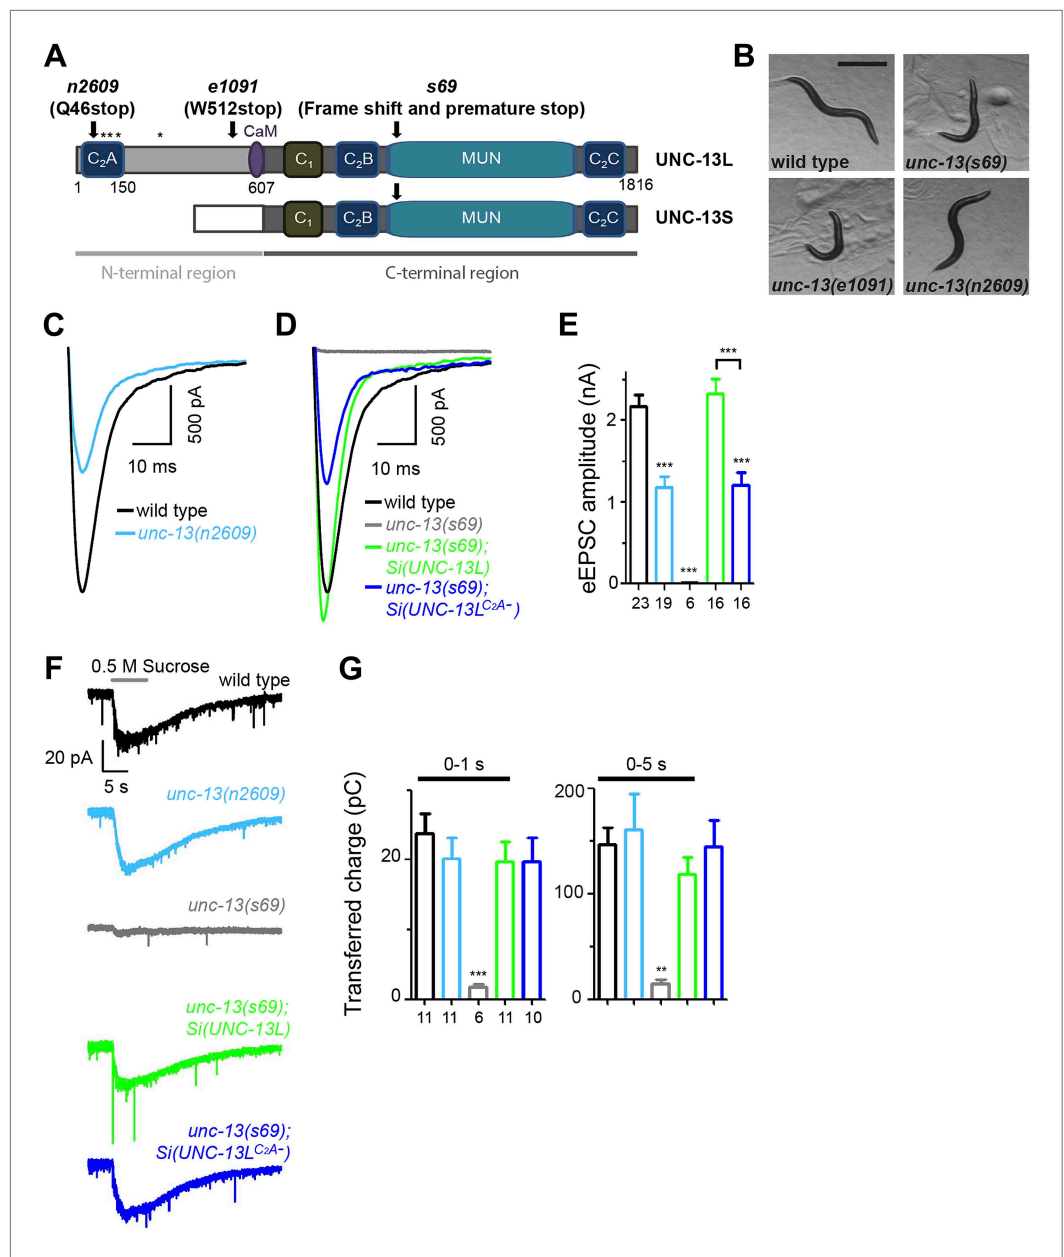 A
n2609
(Q46stop)
e1091
(W512stop)
s69
(Frame shift and premature stop)
*** *
CaM
C2A C1 C2B MUN C2C UNC-13L
1 150 607 1816
C1 C2B MUN C2C UNC-13S
N-terminal region C-terminal region
B
wild type
unc-13(s69)
unc-13(e1091)
unc-13(n2609)
C
500 pA
10 ms
wild type
unc-13(n2609)
D
500 pA
10 ms
wild type
unc-13(s69)
unc-13(s69);
Si(UNC-13L)
unc-13(s69);
Si(UNC-13LC2A-)
E
eEPSC amplitude (nA)
2
1
0
***
***
***
***
23 19 6 16 16
F
0.5 M Sucrose
wild type
20 pA
5 s
unc-13(n2609)
unc-13(s69)
unc-13(s69);
Si(UNC-13L)
unc-13(s69);
Si(UNC-13LC2A-)
G
Transferred charge (pC)
0-1 s
20
0
***
11 11 6 11 10
0-5 s
200
100
0
**